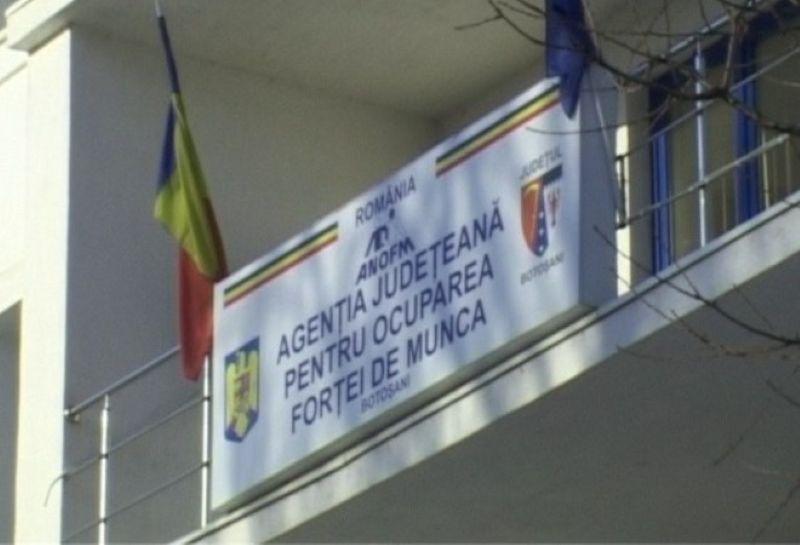 ROMÂNIA
ANOFM
AGENȚIA JUDEȚEANĂ
PENTRU OCUPAREA
FORȚEI DE MUNCA
BOTOȘANI
JUDEȚUL
BOTOȘANI